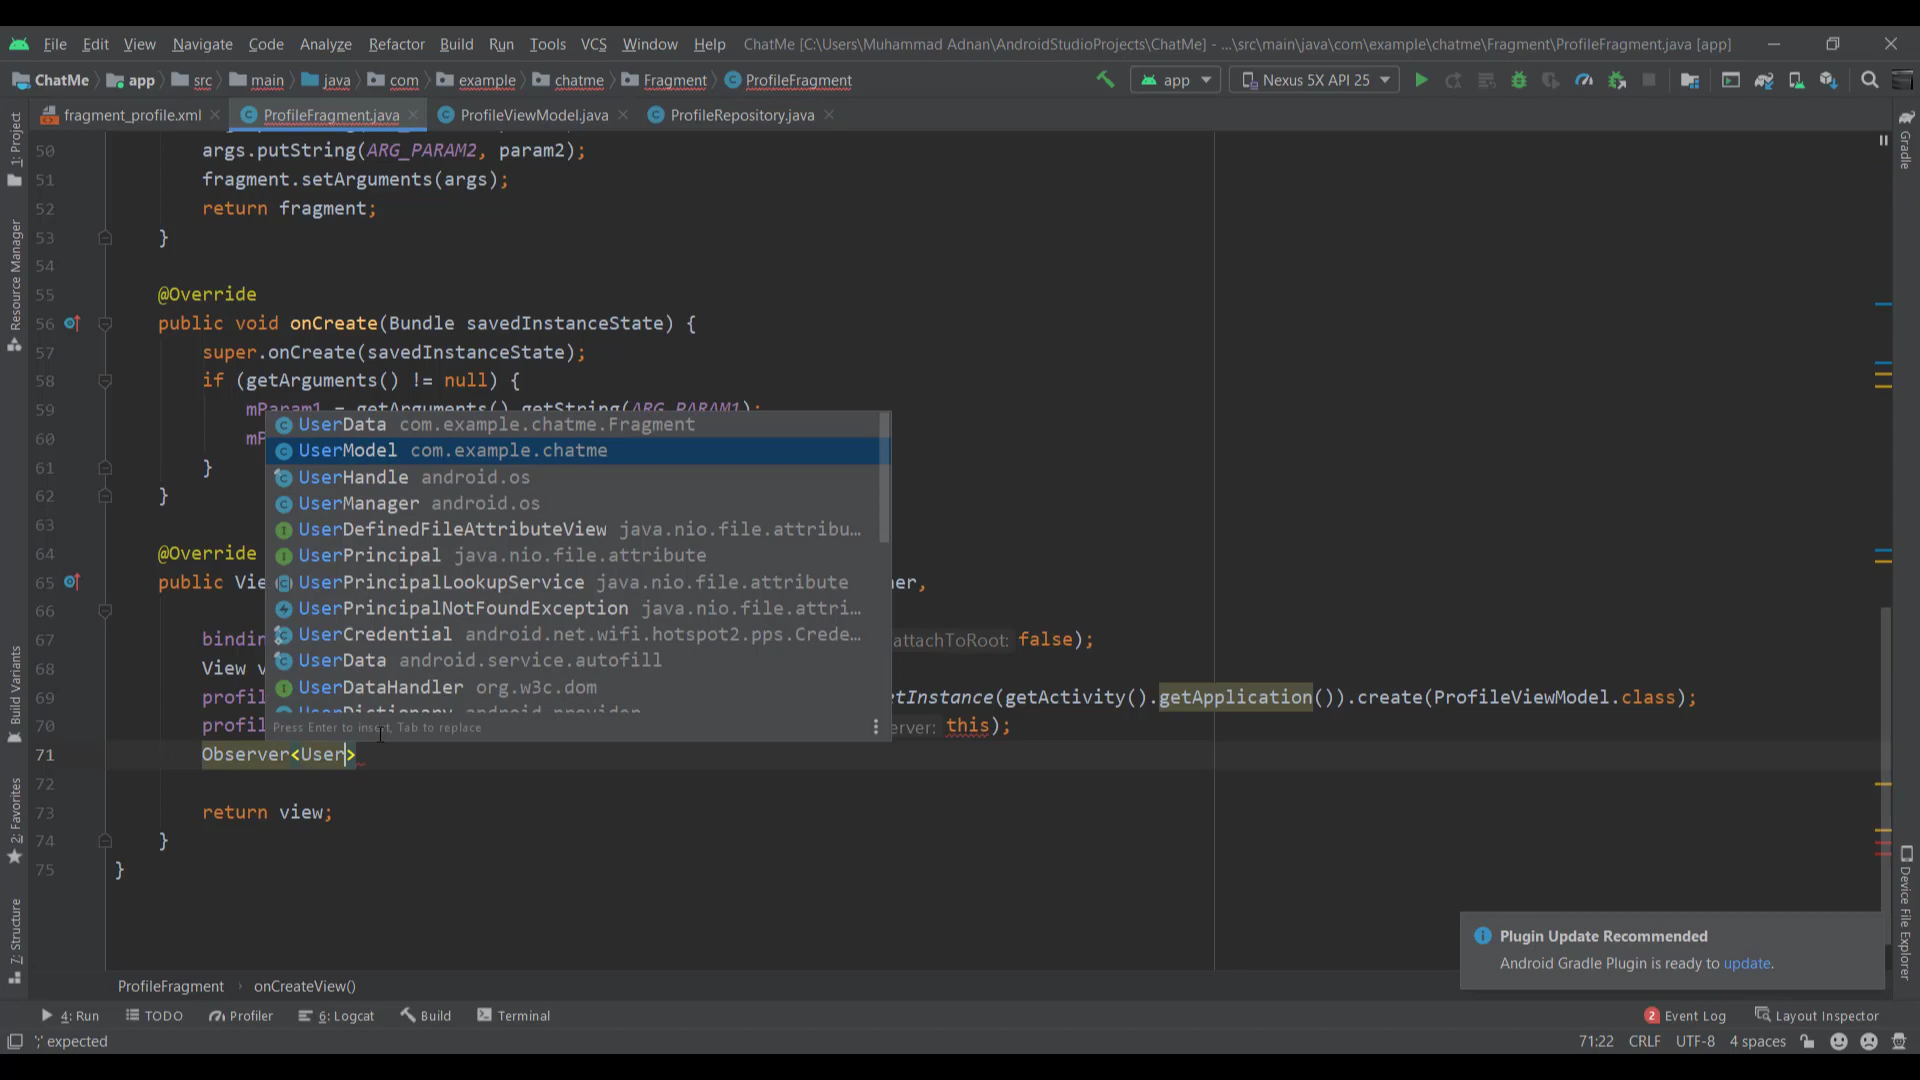 File Edit View Navigate Code Analyze Refactor Build Run Tools VCS Window Help ChatMe [C:\Users\Muhammad Adnan\AndroidStudioProjects\ChatMe] - ...\src\main\java\com\example\chatme\Fragment\ProfileFragment.java [app]
ChatMe app src main java com example chatme Fragment ProfileFragment app Nexus 5X API 25
fragment_profile.xml ProfileFragment.java ProfileViewModel.java ProfileRepository.java
1: Project
Resource Manager
Build Variants
2: Favorites
7: Structure
Gradle
Device File Explorer
50 args.putString(ARG_PARAM2, param2);
51 fragment.setArguments(args);
52 return fragment;
53 }
54
55 @Override
56 public void onCreate(Bundle savedInstanceState) {
57 super.onCreate(savedInstanceState);
58 if (getArguments() != null) {
59 mParam1 = getArguments().getString(ARG_PARAM1);
60 mP
61 }
62 }
63
64 @Override
65 public Vie er,
66
67 bindin attachToRoot: false);
68 View v
69 profil etInstance(getActivity().getApplication()).create(ProfileViewModel.class);
70 profil erver: this);
71 Observer<User>
72
73 return view;
74 }
75 }
UserData com.example.chatme.Fragment
UserModel com.example.chatme
UserHandle android.os
UserManager android.os
UserDefinedFileAttributeView java.nio.file.attribu...
UserPrincipal java.nio.file.attribute
UserPrincipalLookupService java.nio.file.attribute
UserPrincipalNotFoundException java.nio.file.attri...
UserCredential android.net.wifi.hotspot2.pps.Crede...
UserData android.service.autofill
UserDataHandler org.w3c.dom
UserDictionary android.provider
Press Enter to insert, Tab to replace
Plugin Update Recommended
Android Gradle Plugin is ready to update.
ProfileFragment › onCreateView()
4: Run TODO Profiler 6: Logcat Build Terminal 2 Event Log Layout Inspector
';' expected 71:22 CRLF UTF-8 4 spaces